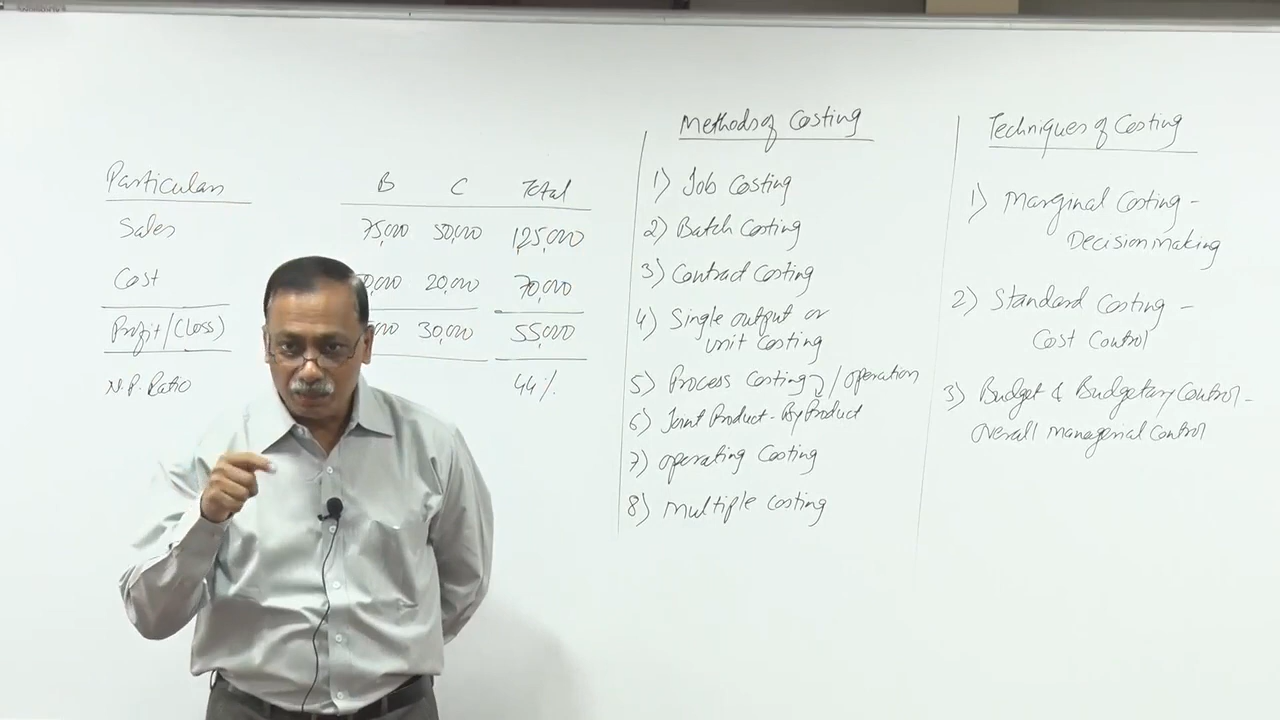 Particulars B C Total
Sales 75,000 50,000 1,25,000
Cost 20,000 70,000
Profit/(Loss) 30,000 55,000
N.P. Ratio 44%
Methods of Costing
1) Job Costing
2) Batch Costing
3) Contract Costing
4) Single output or
unit Costing
5) Process Costing / operation
6) Joint Product - By Product
7) operating Costing
8) multiple Costing
Techniques of Costing
1) Marginal Costing -
Decision making
2) Standard Costing -
Cost Control
3) Budget & Budgetary Control -
overall managerial Control